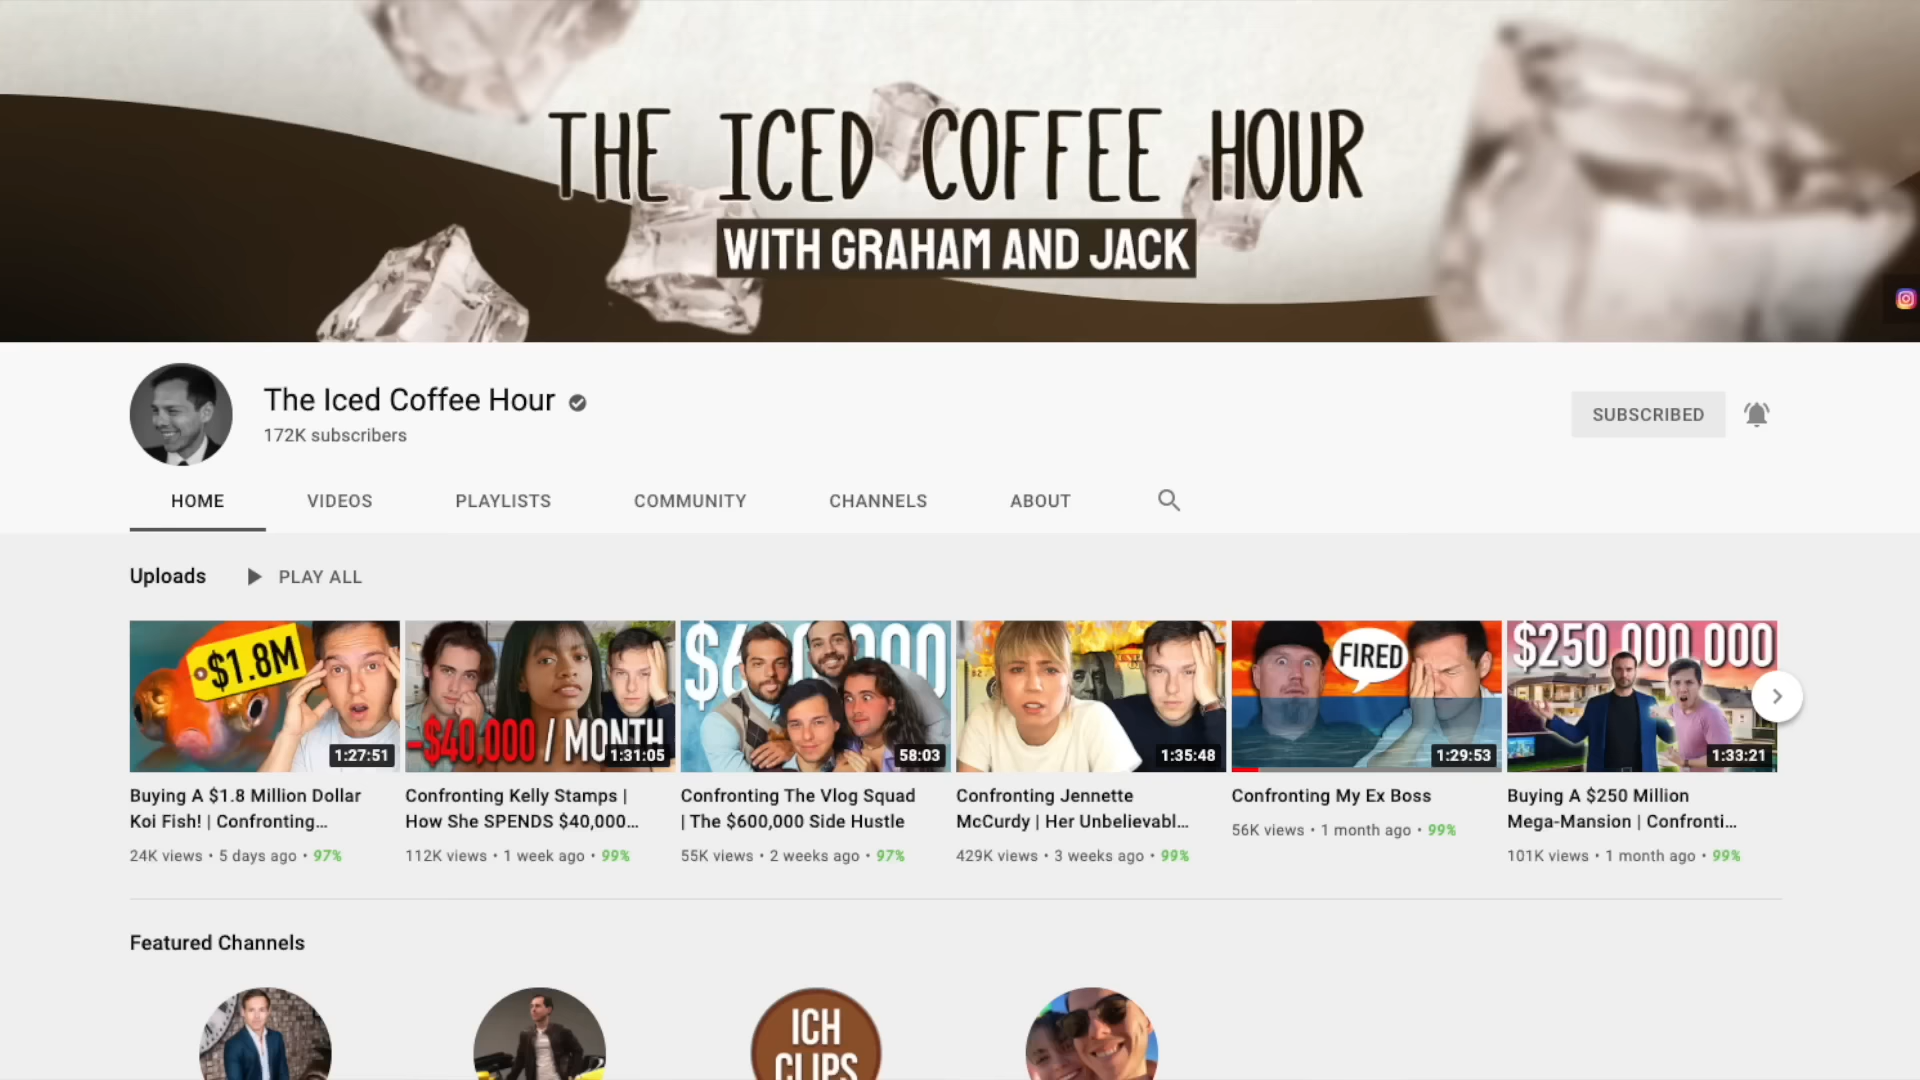 THE ICED COFFEE HOUR
WITH GRAHAM AND JACK
The Iced Coffee Hour
172K subscribers
SUBSCRIBED
HOME
VIDEOS
PLAYLISTS
COMMUNITY
CHANNELS
ABOUT
Uploads
PLAY ALL
$1.8M
1:27:51
-$40,000 / MONTH
1:31:05
58:03
1:35:48
FIRED
1:29:53
$250 000 000
1:33:21
Buying A $1.8 Million Dollar
Koi Fish! | Confronting...
24K views • 5 days ago • 97%
Confronting Kelly Stamps |
How She SPENDS $40,000...
112K views • 1 week ago • 99%
Confronting The Vlog Squad
| The $600,000 Side Hustle
55K views • 2 weeks ago • 97%
Confronting Jennette
McCurdy | Her Unbelievabl...
429K views • 3 weeks ago • 99%
Confronting My Ex Boss
56K views • 1 month ago • 99%
Buying A $250 Million
Mega-Mansion | Confronti...
101K views • 1 month ago • 99%
Featured Channels
ICH
CLIPS